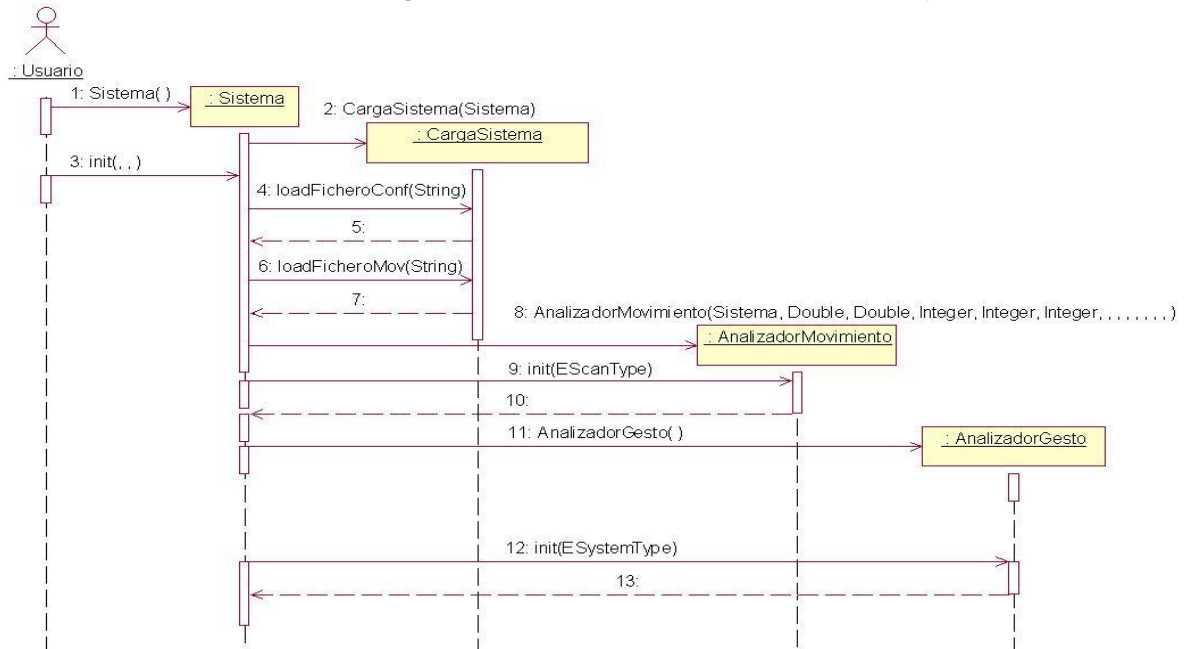 : Usuario
1: Sistema( )
: Sistema
2: CargaSistema(Sistema)
: CargaSistema
3: init(, , )
4: loadFicheroConf(String)
5:
6: loadFicheroMov(String)
7:
8: AnalizadorMovimiento(Sistema, Double, Double, Integer, Integer, Integer, , , , , , , , )
: AnalizadorMovimiento
9: init(EScanType)
10:
11: AnalizadorGesto( )
: AnalizadorGesto
12: init(ESystemType)
13: